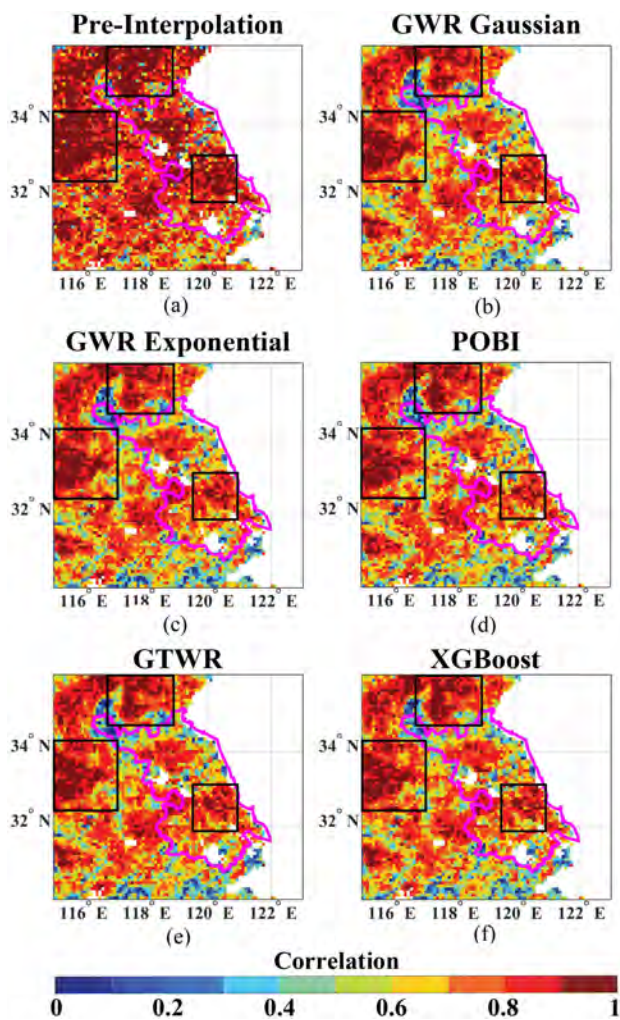 Pre-Interpolation GWR Gaussian
34° N 34° N
32° N 32° N
116° E 118° E 120° E 122° E 116° E 118° E 120° E 122° E
(a) (b)
GWR Exponential POBI
34° N 34° N
32° N 32° N
116° E 118° E 120° E 122° E 116° E 118° E 120° E 122° E
(c) (d)
GTWR XGBoost
34° N 34° N
32° N 32° N
116° E 118° E 120° E 122° E 116° E 118° E 120° E 122° E
(e) (f)
Correlation
0 0.2 0.4 0.6 0.8 1